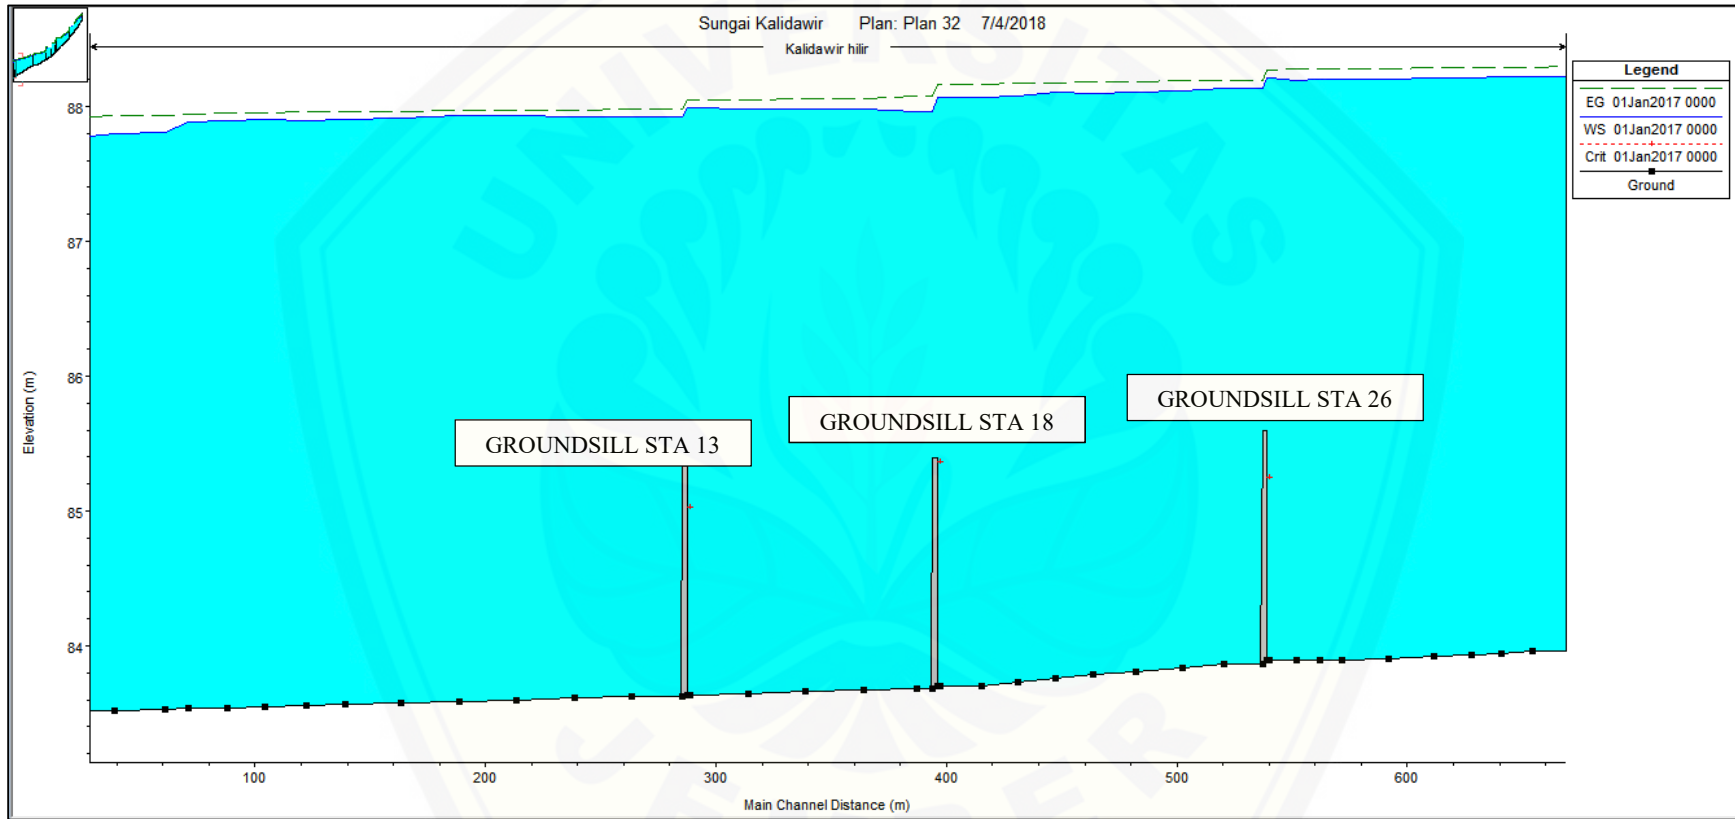 Sungai Kalidawir Plan: Plan 32 7/4/2018
Kalidawir hilir
Legend
EG 01Jan2017 0000
WS 01Jan2017 0000
Crit 01Jan2017 0000
Ground
88
87
86
85
84
Elevation (m)
GROUNDSILL STA 13
GROUNDSILL STA 18
GROUNDSILL STA 26
100
200
300
400
500
600
Main Channel Distance (m)
UNIVERSITAS
JEMBER